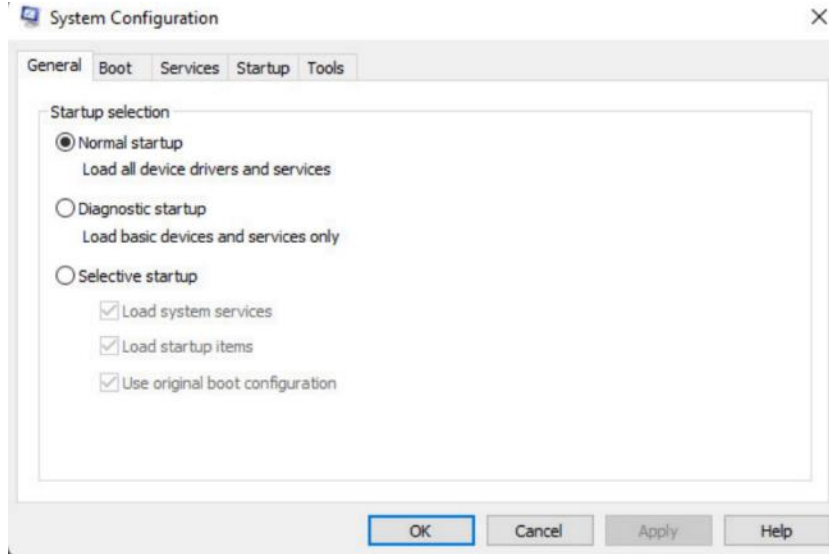 System Configuration
General Boot Services Startup Tools
Startup selection
Normal startup
Load all device drivers and services
Diagnostic startup
Load basic devices and services only
Selective startup
Load system services
Load startup items
Use original boot configuration
OK Cancel Apply Help